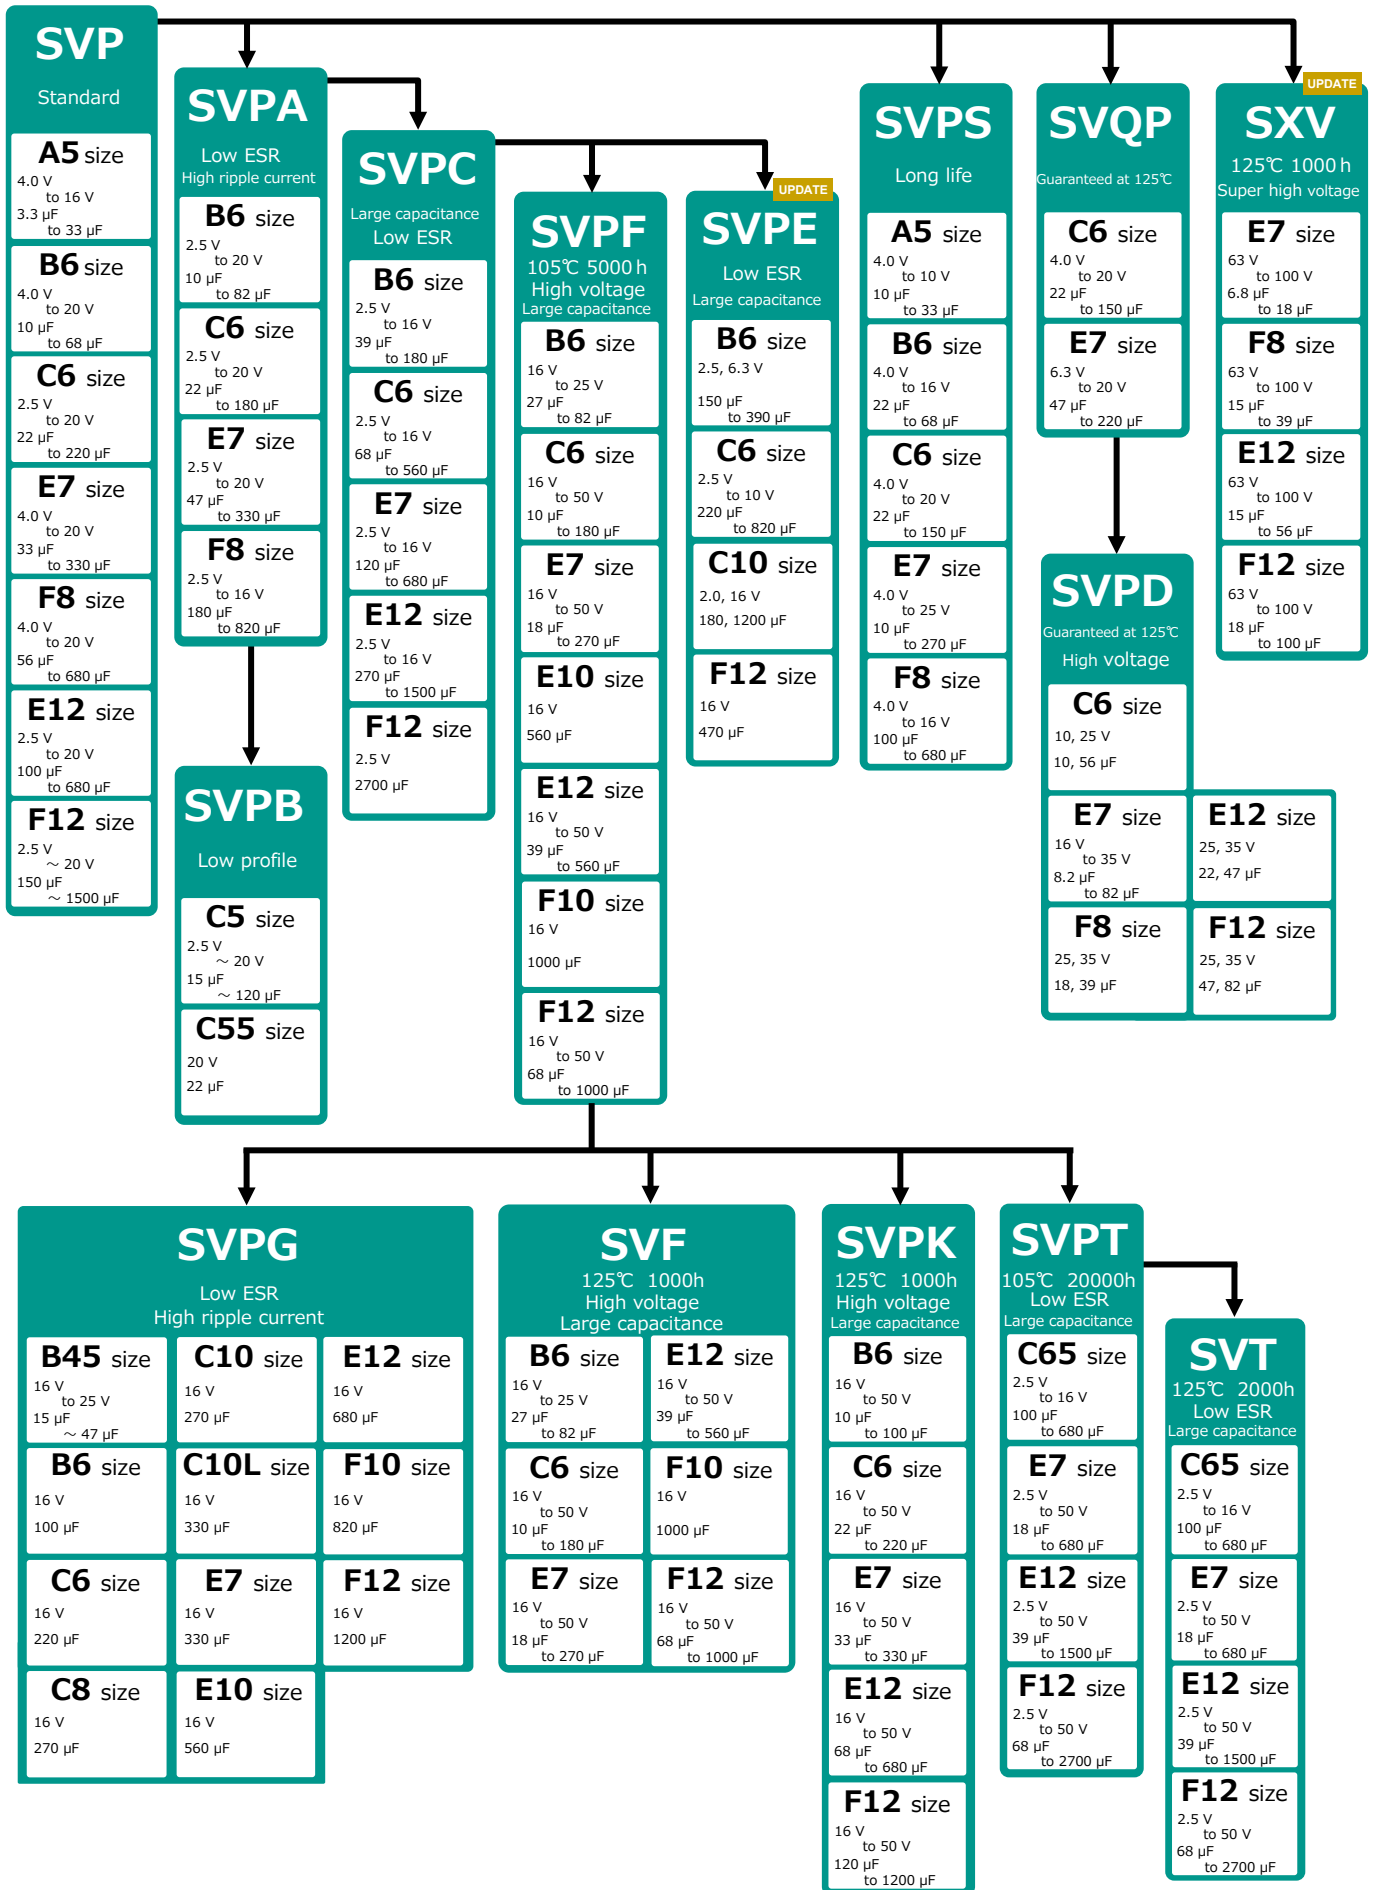 SVP
Standard
A5 size
4.0 V
to 16 V
3.3 µF
to 33 µF
B6 size
4.0 V
to 20 V
10 µF
to 68 µF
C6 size
2.5 V
to 20 V
22 µF
to 220 µF
E7 size
4.0 V
to 20 V
33 µF
to 330 µF
F8 size
4.0 V
to 20 V
56 µF
to 680 µF
E12 size
2.5 V
to 20 V
100 µF
to 680 µF
F12 size
2.5 V
～ 20 V
150 µF
～ 1500 µF
SVPA
Low ESR
High ripple current
B6 size
2.5 V
to 20 V
10 µF
to 82 µF
C6 size
2.5 V
to 20 V
22 µF
to 180 µF
E7 size
2.5 V
to 20 V
47 µF
to 330 µF
F8 size
2.5 V
to 16 V
180 µF
to 820 µF
SVPB
Low profile
C5 size
2.5 V
～ 20 V
15 µF
～ 120 µF
C55 size
20 V
22 µF
SVPC
Large capacitance
Low ESR
B6 size
2.5 V
to 16 V
39 µF
to 180 µF
C6 size
2.5 V
to 16 V
68 µF
to 560 µF
E7 size
2.5 V
to 16 V
120 µF
to 680 µF
E12 size
2.5 V
to 16 V
270 µF
to 1500 µF
F12 size
2.5 V
2700 µF
SVPF
105℃ 5000 h
High voltage
Large capacitance
B6 size
16 V
to 25 V
27 µF
to 82 µF
C6 size
16 V
to 50 V
10 µF
to 180 µF
E7 size
16 V
to 50 V
18 µF
to 270 µF
E10 size
16 V
560 µF
E12 size
16 V
to 50 V
39 µF
to 560 µF
F10 size
16 V
1000 µF
F12 size
16 V
to 50 V
68 µF
to 1000 µF
UPDATE
SVPE
Low ESR
Large capacitance
B6 size
2.5, 6.3 V
150 µF
to 390 µF
C6 size
2.5 V
to 10 V
220 µF
to 820 µF
C10 size
2.0, 16 V
180, 1200 µF
F12 size
16 V
470 µF
SVPS
Long life
A5 size
4.0 V
to 10 V
10 µF
to 33 µF
B6 size
4.0 V
to 16 V
22 µF
to 68 µF
C6 size
4.0 V
to 20 V
22 µF
to 150 µF
E7 size
4.0 V
to 25 V
10 µF
to 270 µF
F8 size
4.0 V
to 16 V
100 µF
to 680 µF
SVQP
Guaranteed at 125℃
C6 size
4.0 V
to 20 V
22 µF
to 150 µF
E7 size
6.3 V
to 20 V
47 µF
to 220 µF
SVPD
Guaranteed at 125℃
High voltage
C6 size
10, 25 V
10, 56 µF
E7 size
16 V
to 35 V
8.2 µF
to 82 µF
F8 size
25, 35 V
18, 39 µF
E12 size
25, 35 V
22, 47 µF
F12 size
25, 35 V
47, 82 µF
UPDATE
SXV
125℃ 1000 h
Super high voltage
E7 size
63 V
to 100 V
6.8 µF
to 18 µF
F8 size
63 V
to 100 V
15 µF
to 39 µF
E12 size
63 V
to 100 V
15 µF
to 56 µF
F12 size
63 V
to 100 V
18 µF
to 100 µF
SVPG
Low ESR
High ripple current
B45 size
16 V
to 25 V
15 µF
～ 47 µF
B6 size
16 V
100 µF
C6 size
16 V
220 µF
C8 size
16 V
270 µF
C10 size
16 V
270 µF
C10L size
16 V
330 µF
E7 size
16 V
330 µF
E10 size
16 V
560 µF
E12 size
16 V
680 µF
F10 size
16 V
820 µF
F12 size
16 V
1200 µF
SVF
125℃ 1000h
High voltage
Large capacitance
B6 size
16 V
to 25 V
27 µF
to 82 µF
C6 size
16 V
to 50 V
10 µF
to 180 µF
E7 size
16 V
to 50 V
18 µF
to 270 µF
E12 size
16 V
to 50 V
39 µF
to 560 µF
F10 size
16 V
1000 µF
F12 size
16 V
to 50 V
68 µF
to 1000 µF
SVPK
125℃ 1000h
High voltage
Large capacitance
B6 size
16 V
to 50 V
10 µF
to 100 µF
C6 size
16 V
to 50 V
22 µF
to 220 µF
E7 size
16 V
to 50 V
33 µF
to 330 µF
E12 size
16 V
to 50 V
68 µF
to 680 µF
F12 size
16 V
to 50 V
120 µF
to 1200 µF
SVPT
105℃ 20000h
Low ESR
Large capacitance
C65 size
2.5 V
to 16 V
100 µF
to 680 µF
E7 size
2.5 V
to 50 V
18 µF
to 680 µF
E12 size
2.5 V
to 50 V
39 µF
to 1500 µF
F12 size
2.5 V
to 50 V
68 µF
to 2700 µF
SVT
125℃ 2000h
Low ESR
Large capacitance
C65 size
2.5 V
to 16 V
100 µF
to 680 µF
E7 size
2.5 V
to 50 V
18 µF
to 680 µF
E12 size
2.5 V
to 50 V
39 µF
to 1500 µF
F12 size
2.5 V
to 50 V
68 µF
to 2700 µF